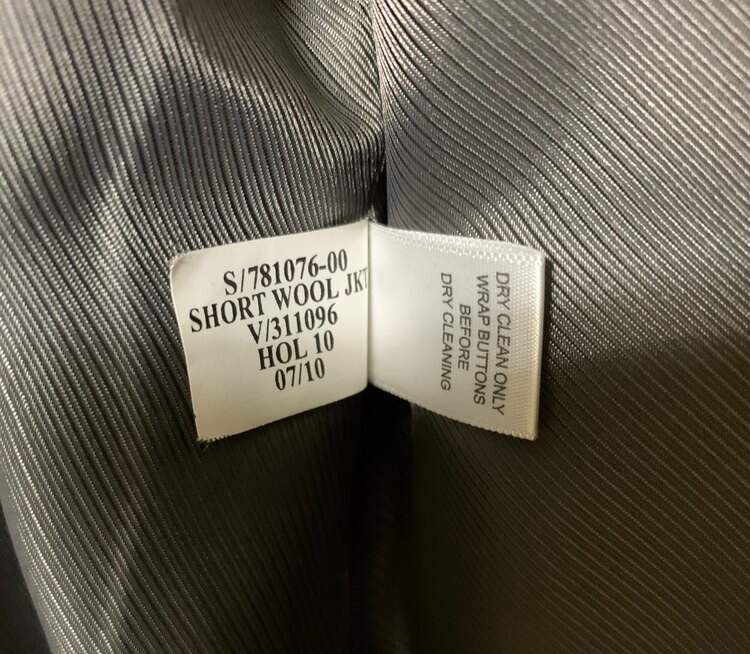 S/781076-00
SHORT WOOL JKT
V/311096
HOL 10
07/10
DRY CLEAN ONLY
WRAP BUTTONS
BEFORE
DRY CLEANING